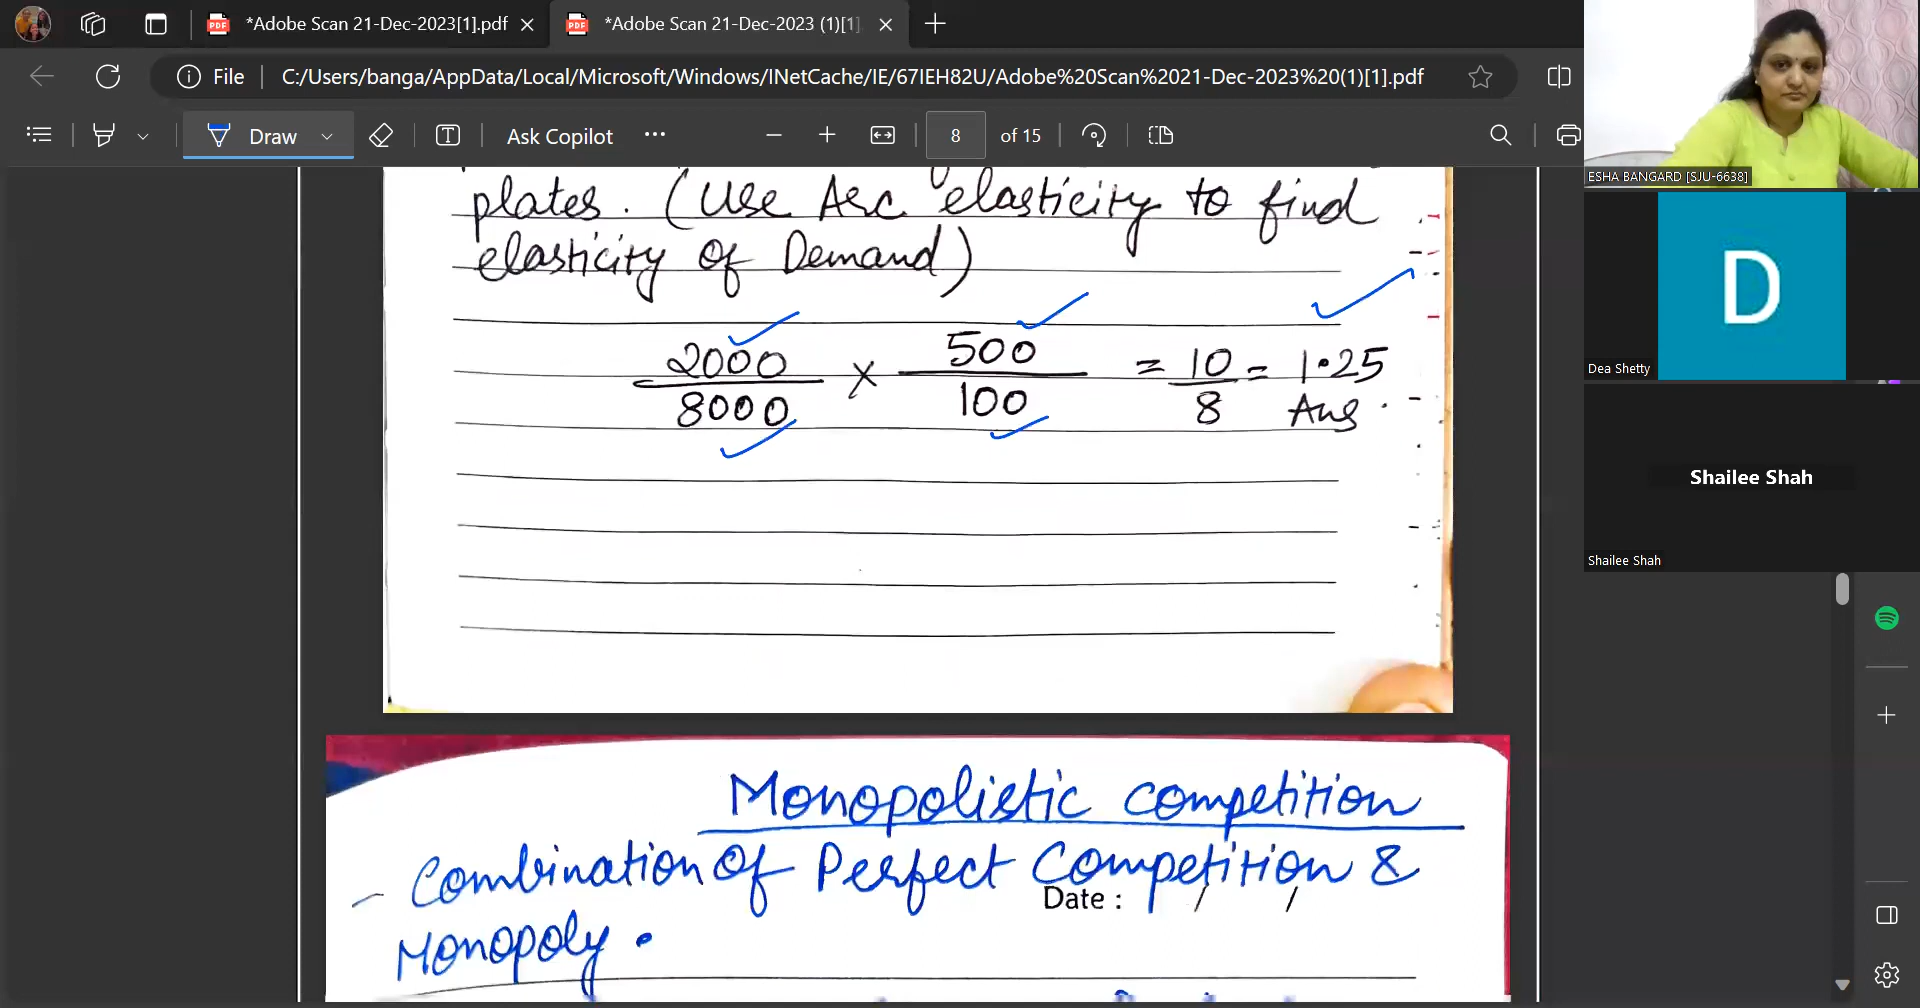 *Adobe Scan 21-Dec-2023[1].pdf
*Adobe Scan 21-Dec-2023 (1)[1]
File
C:/Users/banga/AppData/Local/Microsoft/Windows/INetCache/IE/67IEH82U/Adobe%20Scan%2021-Dec-2023%20(1)[1].pdf
Draw
Ask Copilot
8 of 15
plates. (Use Arc elasticity to find
elasticity of Demand)
2000/8000 × 500/100 = 10/8 = 1.25
Ans.
Monopolistic competition
– Combination of Perfect Competition &
Date : / /
Monopoly.
ESHA BANGARD [SJU-6638]
D
Dea Shetty
Shailee Shah
Shailee Shah